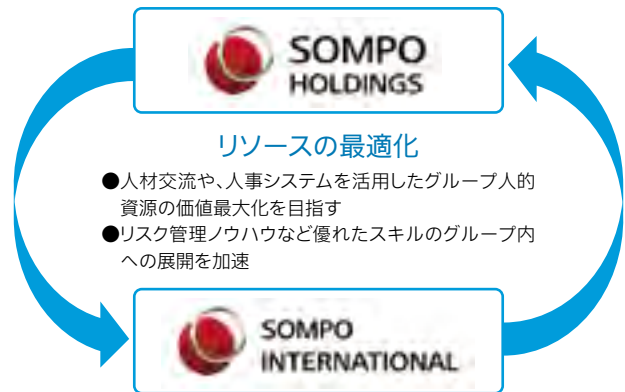 SOMPO
HOLDINGS
リソースの最適化
●人材交流や、人事システムを活用したグループ人的
資源の価値最大化を目指す
●リスク管理ノウハウなど優れたスキルのグループ内
への展開を加速
SOMPO
INTERNATIONAL